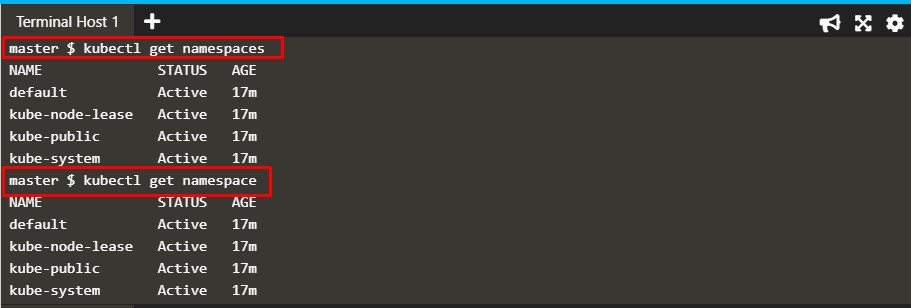 Terminal Host 1
master $ kubectl get namespaces
NAME STATUS AGE
default Active 17m
kube-node-lease Active 17m
kube-public Active 17m
kube-system Active 17m
master $ kubectl get namespace
NAME STATUS AGE
default Active 17m
kube-node-lease Active 17m
kube-public Active 17m
kube-system Active 17m